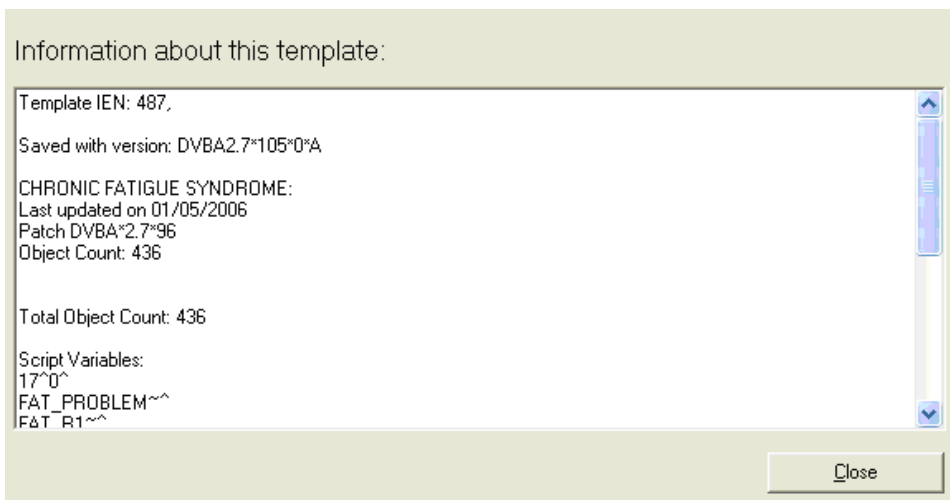 Information about this template:
Template IEN: 487,
Saved with version: DVBA2.7*105*0*A
CHRONIC FATIGUE SYNDROME:
Last updated on 01/05/2006
Patch DVBA*2.7*96
Object Count: 436
Total Object Count: 436
Script Variables:
17^0^
FAT_PROBLEM~^
FAT_R1~^
Close